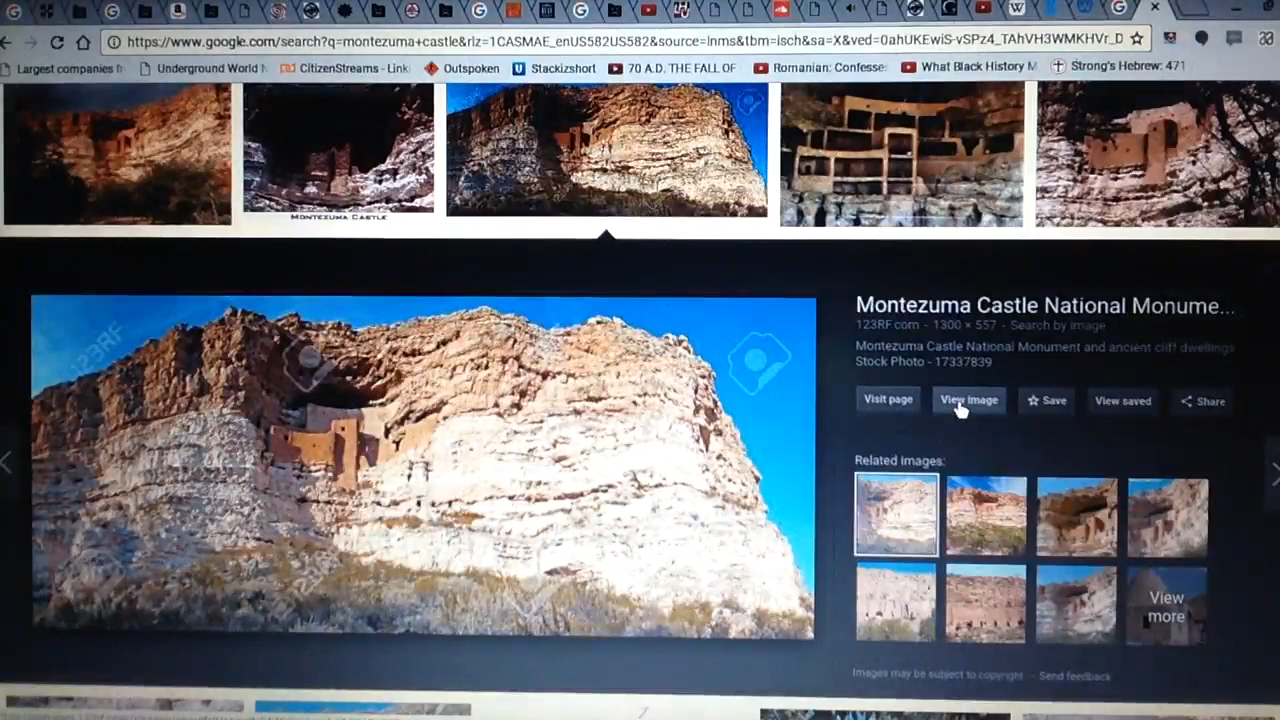 https://www.google.com/search?q=montezuma+castle&rlz=1CASMAE_enUS582US582&source=lnms&tbm=isch&sa=X&ved=0ahUKEwiS-vSPz4_TAhVH3WMKHVr_D
Largest companies
Underground World
CitizenStreams - Link
Outspoken
Stackizshort
70 A.D. THE FALL OF
Romanian: Confesse
What Black History M
Strong's Hebrew: 471
MONTEZUMA CASTLE
123RF
Montezuma Castle National Monume...
123RF.com - 1300 × 557 - Search by image
Montezuma Castle National Monument and ancient cliff dwellings
Stock Photo - 17337839
Visit page
View image
Save
View saved
Share
Related images:
View
more
Images may be subject to copyright. - Send feedback